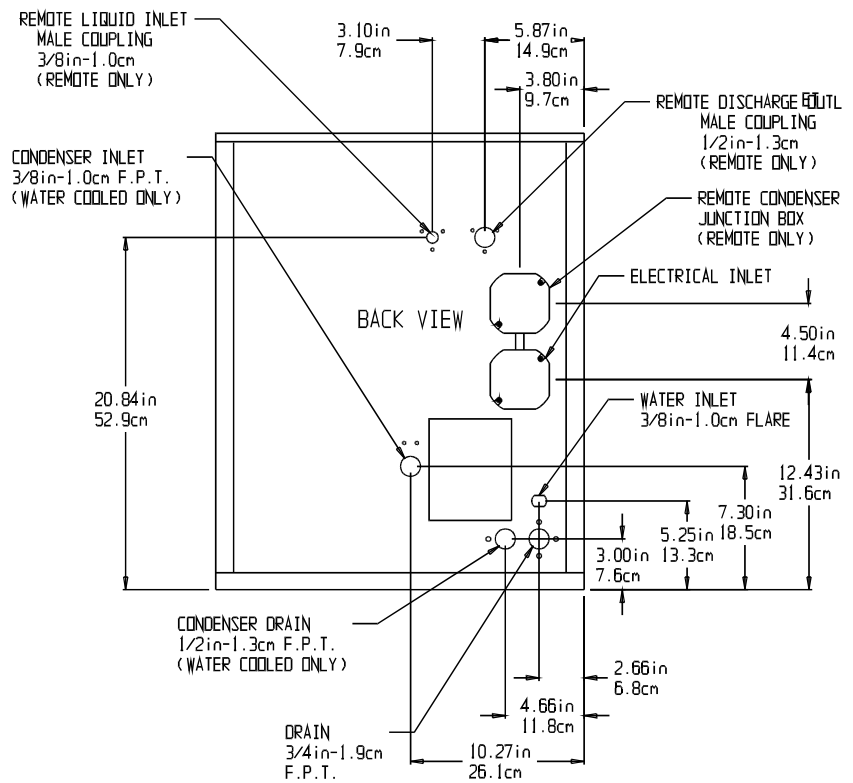 REMOTE LIQUID INLET
MALE COUPLING
3/8in-1.0cm
(REMOTE ONLY)
3.10in
7.9cm
5.87in
14.9cm
3.80in
9.7cm
REMOTE DISCHARGE OUTLET
MALE COUPLING
1/2in-1.3cm
(REMOTE ONLY)
CONDENSER INLET
3/8in-1.0cm F.P.T.
(WATER COOLED ONLY)
REMOTE CONDENSER
JUNCTION BOX
(REMOTE ONLY)
ELECTRICAL INLET
BACK VIEW
4.50in
11.4cm
20.84in
52.9cm
WATER INLET
3/8in-1.0cm FLARE
12.43in
31.6cm
7.30in
18.5cm
5.25in
13.3cm
3.00in
7.6cm
CONDENSER DRAIN
1/2in-1.3cm F.P.T.
(WATER COOLED ONLY)
2.66in
6.8cm
4.66in
11.8cm
DRAIN
3/4in-1.9cm
F.P.T.
10.27in
26.1cm